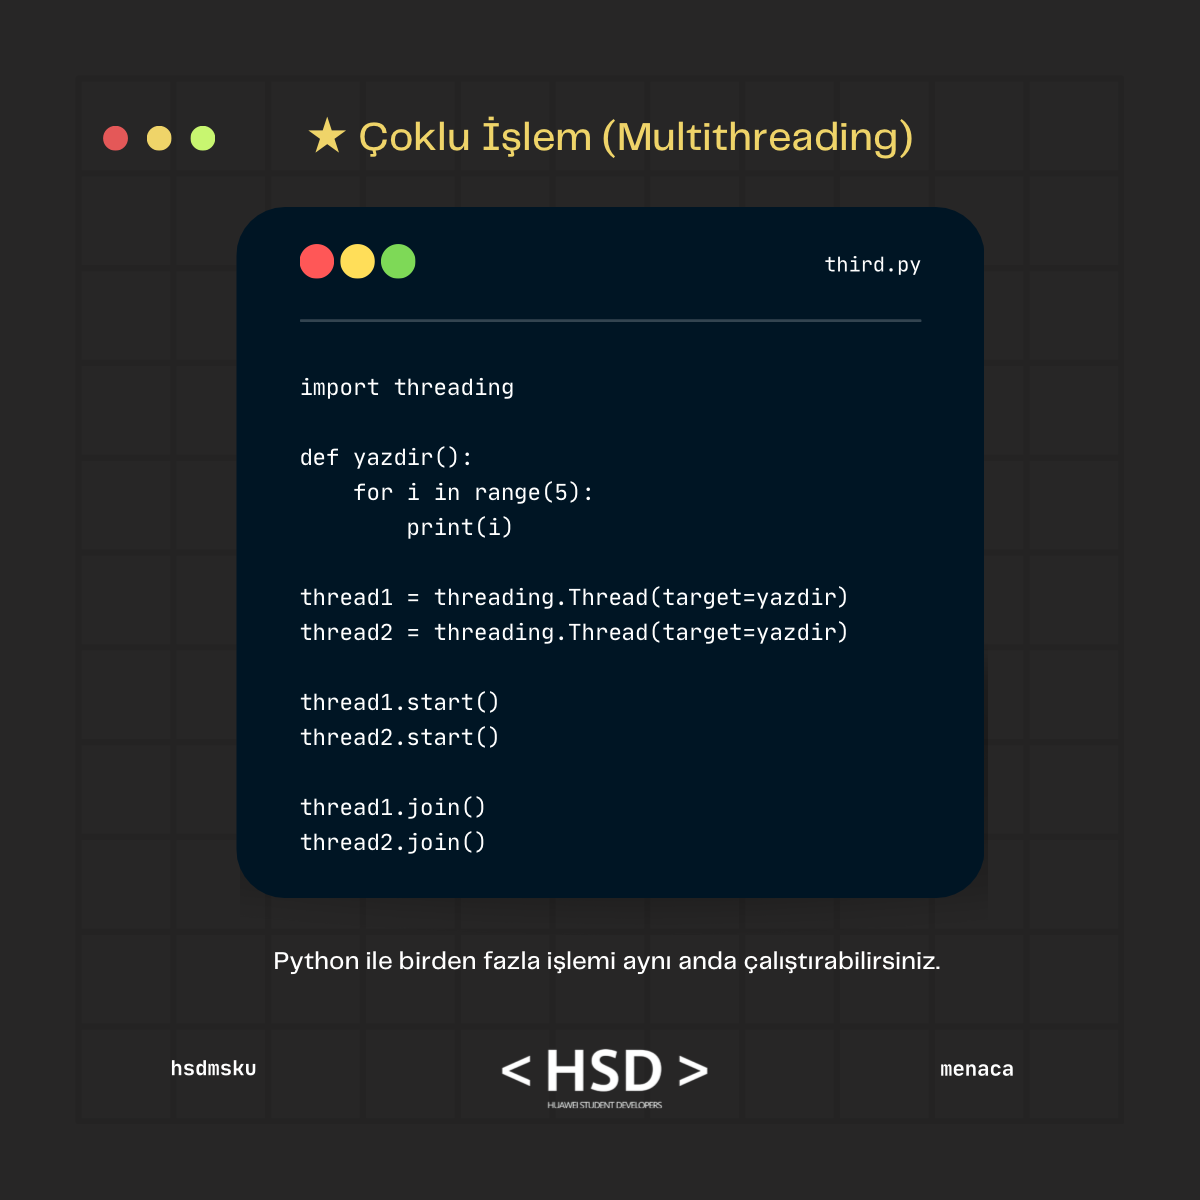 ★ Çoklu İşlem (Multithreading)
third.py
import threading
def yazdir():
    for i in range(5):
        print(i)
thread1 = threading.Thread(target=yazdir)
thread2 = threading.Thread(target=yazdir)
thread1.start()
thread2.start()
thread1.join()
thread2.join()
Python ile birden fazla işlemi aynı anda çalıştırabilirsiniz.
hsdmsku
< HSD >
HUAWEI STUDENT DEVELOPERS
menaca